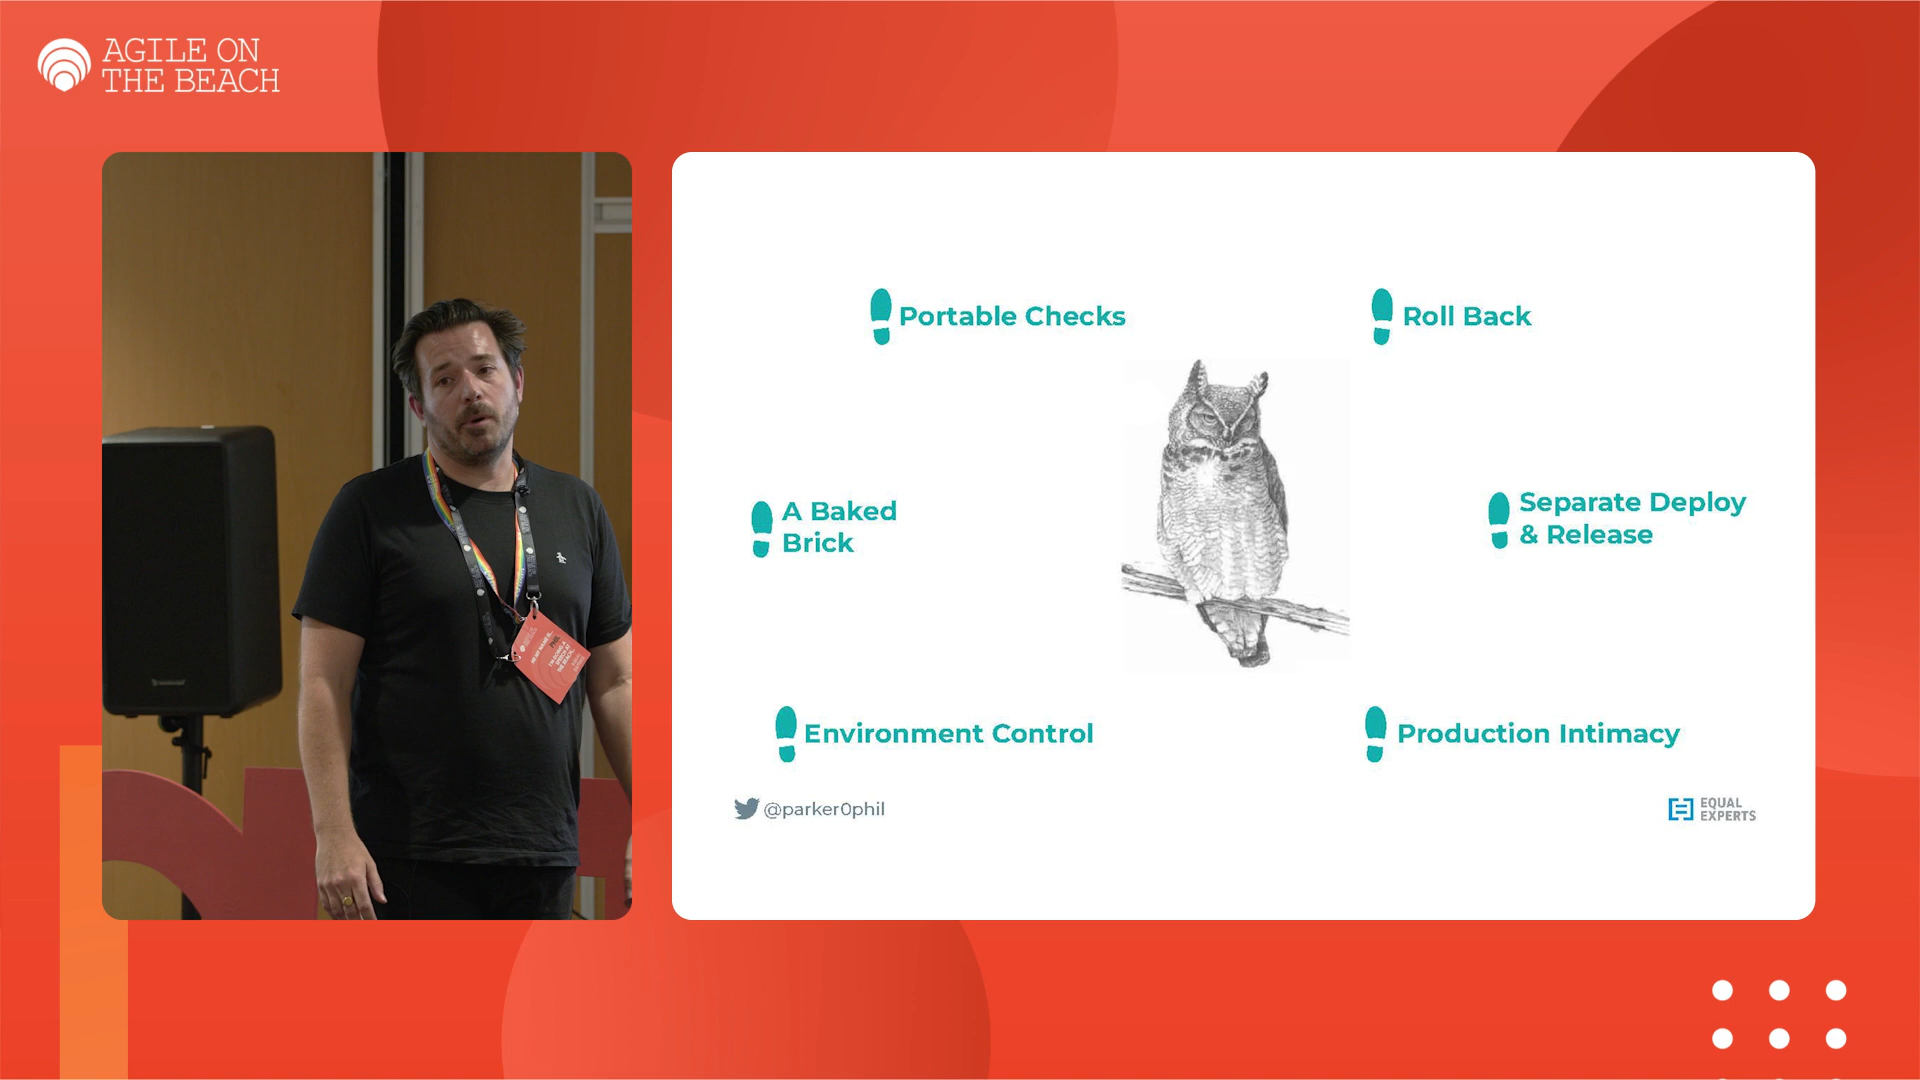 AGILE ON
THE BEACH
Portable Checks
Roll Back
A Baked
Brick
Separate Deploy
& Release
Environment Control
Production Intimacy
@parker0phil
EQUAL
EXPERTS